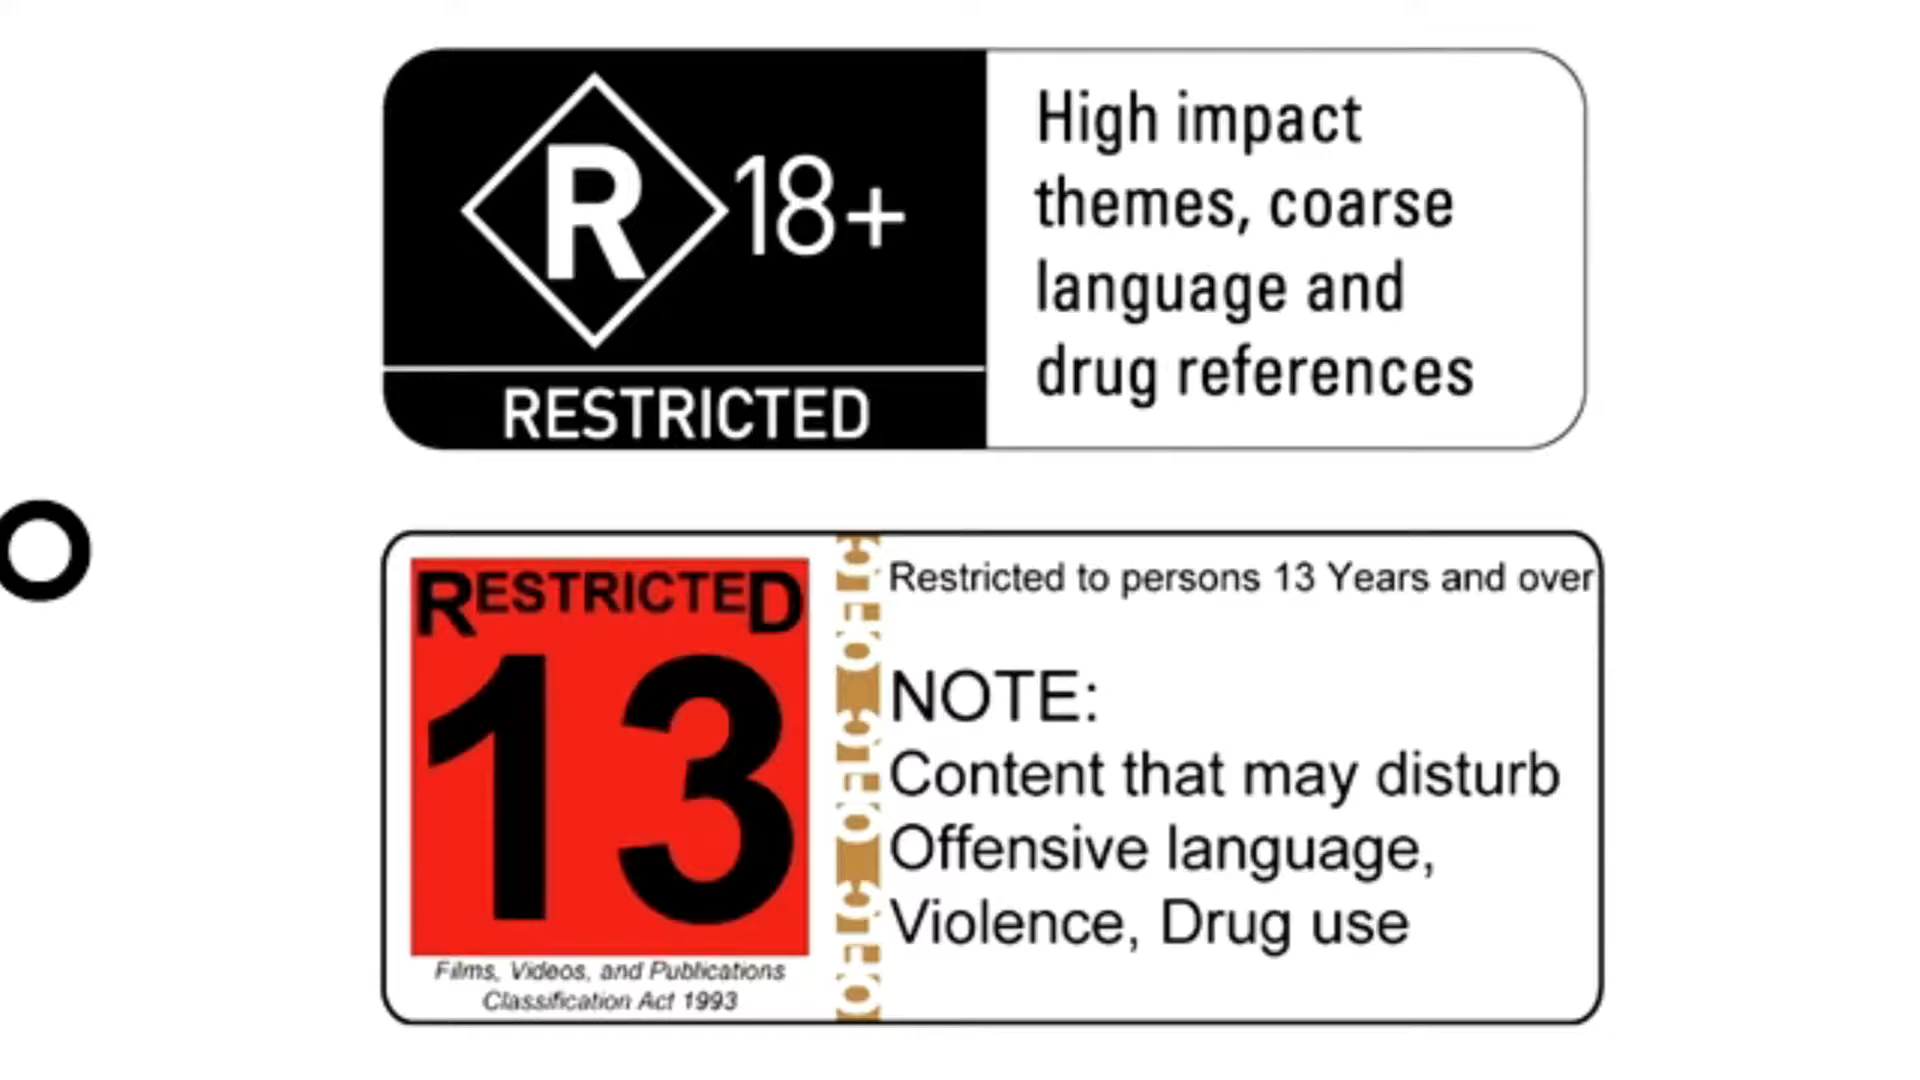 R 18+
RESTRICTED
High impact
themes, coarse
language and
drug references
O
RESTRICTED
13
Films, Videos, and Publications
Classification Act 1993
Restricted to persons 13 Years and over
NOTE:
Content that may disturb
Offensive language,
Violence, Drug use